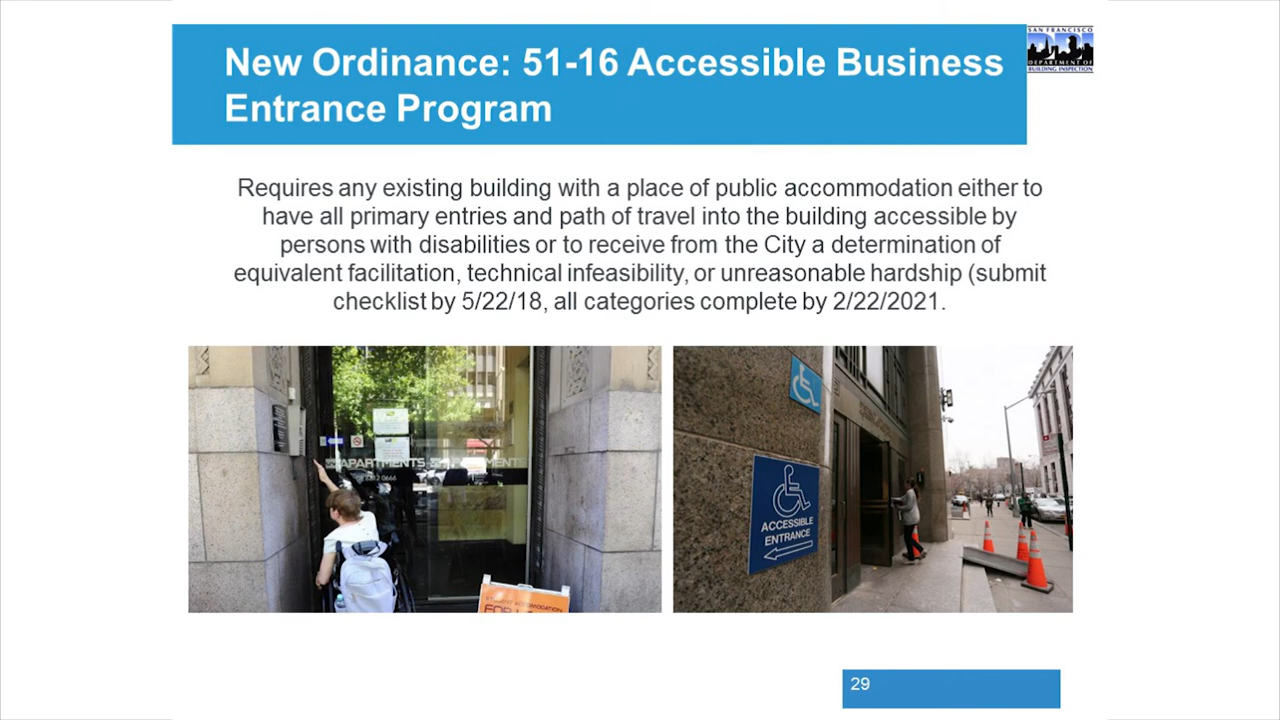 New Ordinance: 51-16 Accessible Business
Entrance Program
SAN FRANCISCO
DEPARTMENT OF
BUILDING INSPECTION
Requires any existing building with a place of public accommodation either to
have all primary entries and path of travel into the building accessible by
persons with disabilities or to receive from the City a determination of
equivalent facilitation, technical infeasibility, or unreasonable hardship (submit
checklist by 5/22/18, all categories complete by 2/22/2021.
APARTMENTS
STUDENT ACCOMMODATION
ACCESSIBLE
ENTRANCE
29